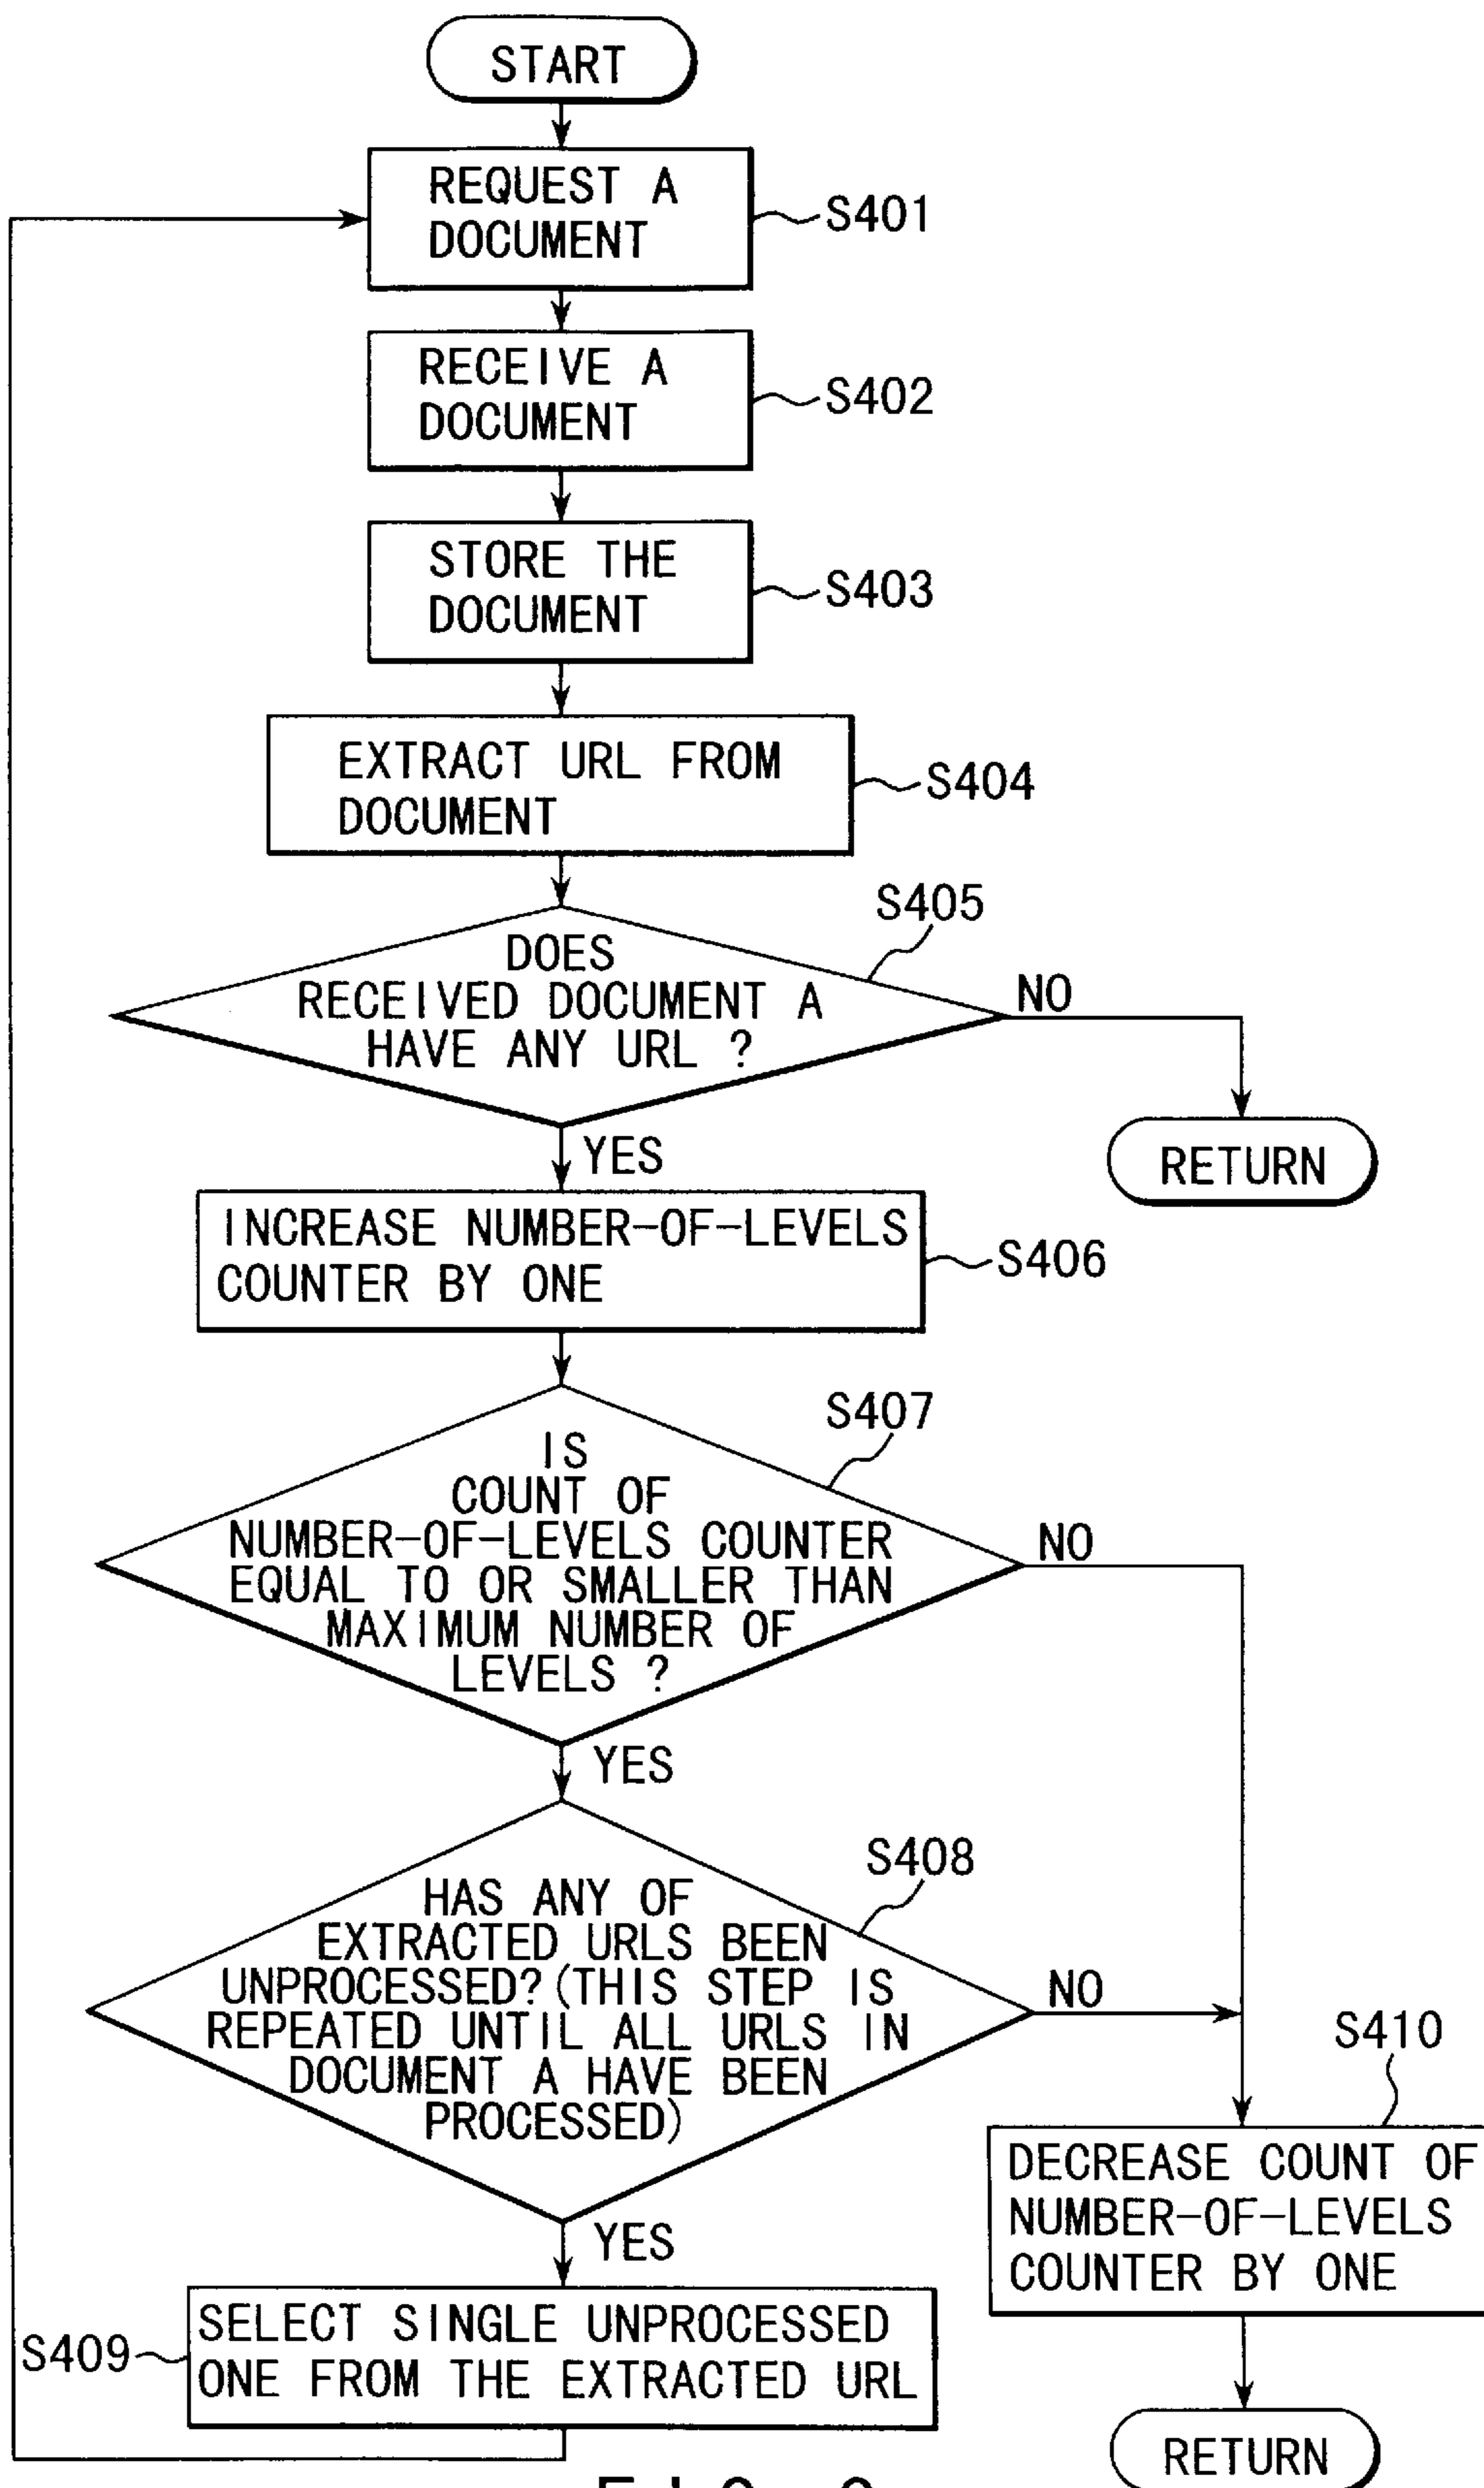 START
REQUEST A
DOCUMENT
S401
RECEIVE A
DOCUMENT
S402
STORE THE
DOCUMENT
S403
EXTRACT URL FROM
DOCUMENT
S404
S405
DOES
RECEIVED DOCUMENT A
HAVE ANY URL ?
NO
YES
RETURN
INCREASE NUMBER-OF-LEVELS
COUNTER BY ONE
S406
S407
IS
COUNT OF
NUMBER-OF-LEVELS COUNTER
EQUAL TO OR SMALLER THAN
MAXIMUM NUMBER OF
LEVELS ?
NO
YES
S408
HAS ANY OF
EXTRACTED URLS BEEN
UNPROCESSED?(THIS STEP IS
REPEATED UNTIL ALL URLS IN
DOCUMENT A HAVE BEEN
PROCESSED)
NO
YES
S410
DECREASE COUNT OF
NUMBER-OF-LEVELS
COUNTER BY ONE
S409
SELECT SINGLE UNPROCESSED
ONE FROM THE EXTRACTED URL
RETURN